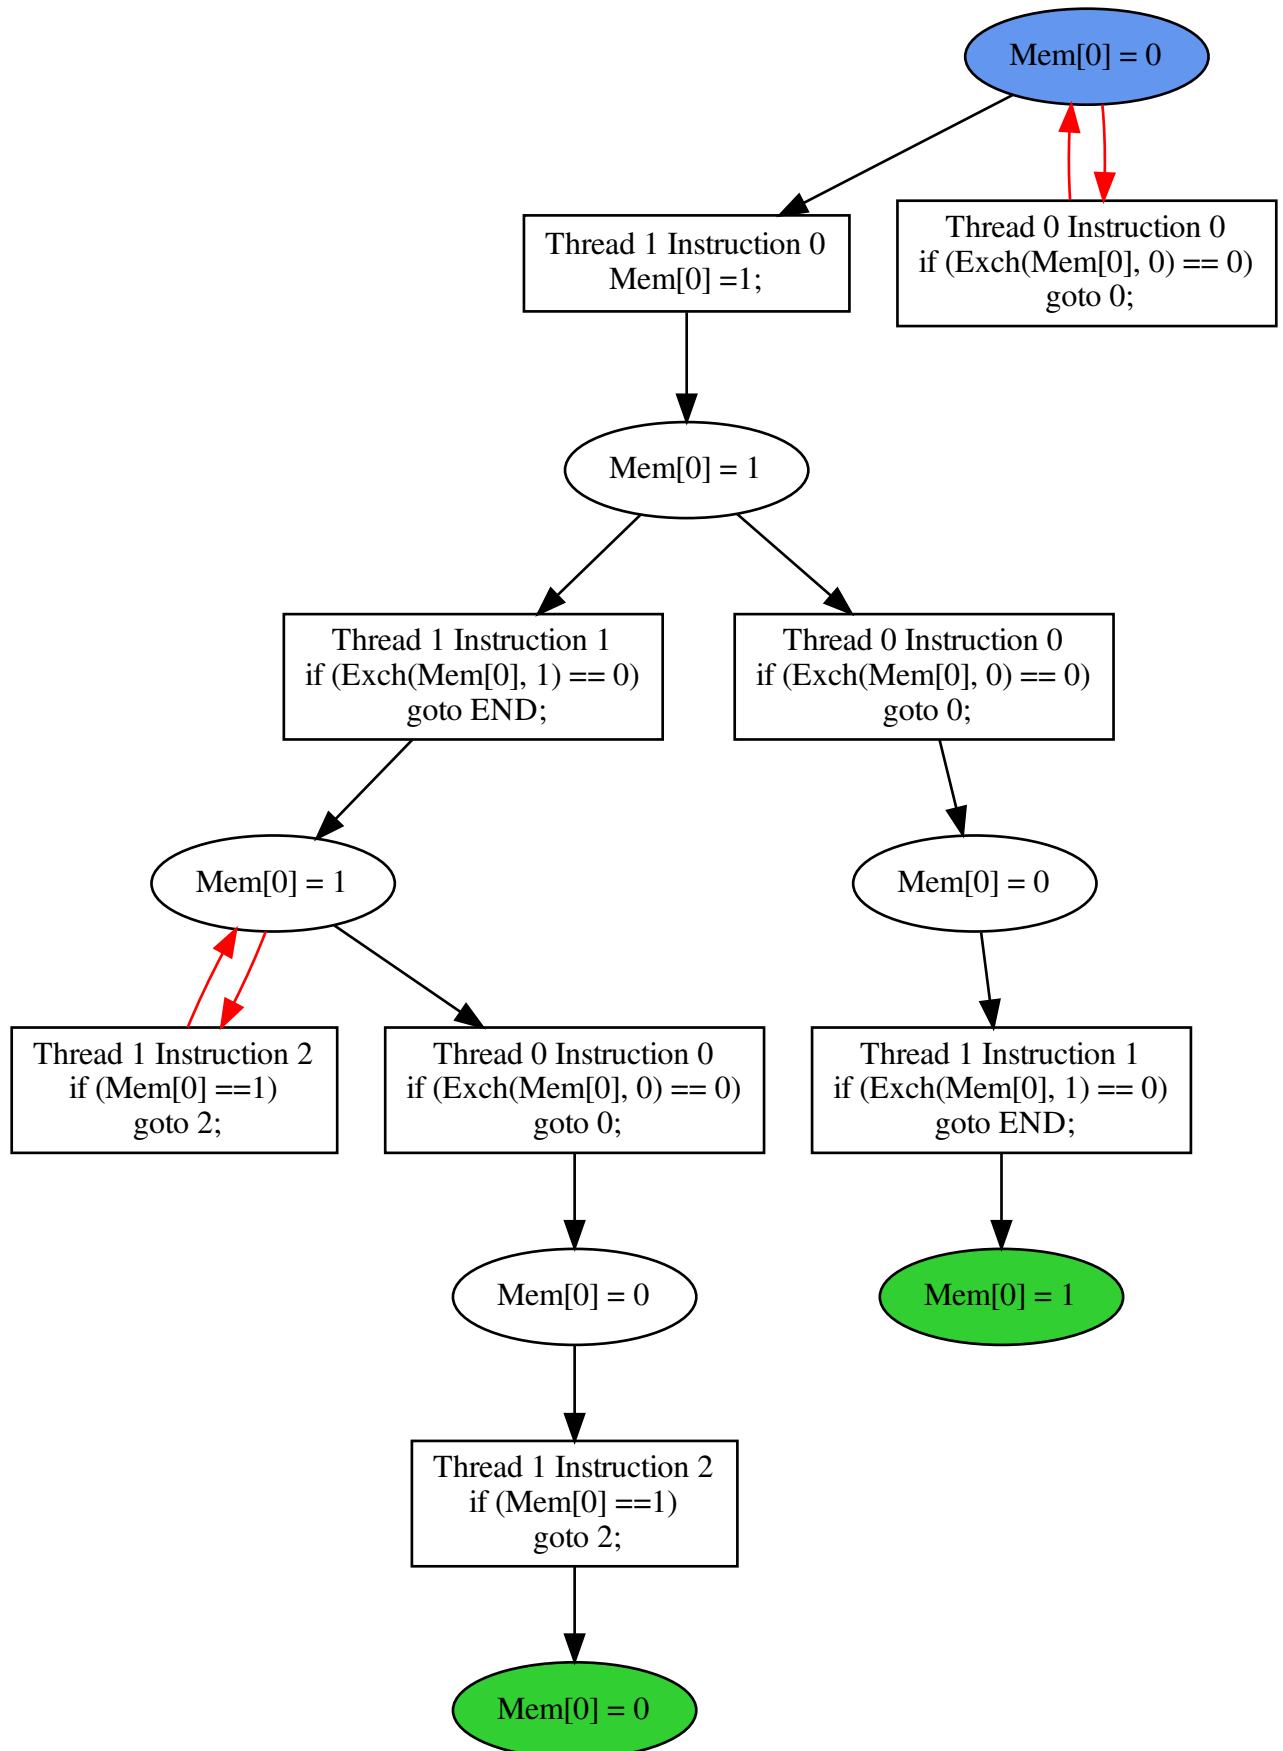 Mem[0] = 0
Thread 1 Instruction 0
Mem[0] =1;
Thread 0 Instruction 0
if (Exch(Mem[0], 0) == 0)
goto 0;
Mem[0] = 1
Thread 1 Instruction 1
if (Exch(Mem[0], 1) == 0)
goto END;
Thread 0 Instruction 0
if (Exch(Mem[0], 0) == 0)
goto 0;
Mem[0] = 1
Mem[0] = 0
Thread 1 Instruction 2
if (Mem[0] ==1)
goto 2;
Thread 0 Instruction 0
if (Exch(Mem[0], 0) == 0)
goto 0;
Thread 1 Instruction 1
if (Exch(Mem[0], 1) == 0)
goto END;
Mem[0] = 0
Mem[0] = 1
Thread 1 Instruction 2
if (Mem[0] ==1)
goto 2;
Mem[0] = 0